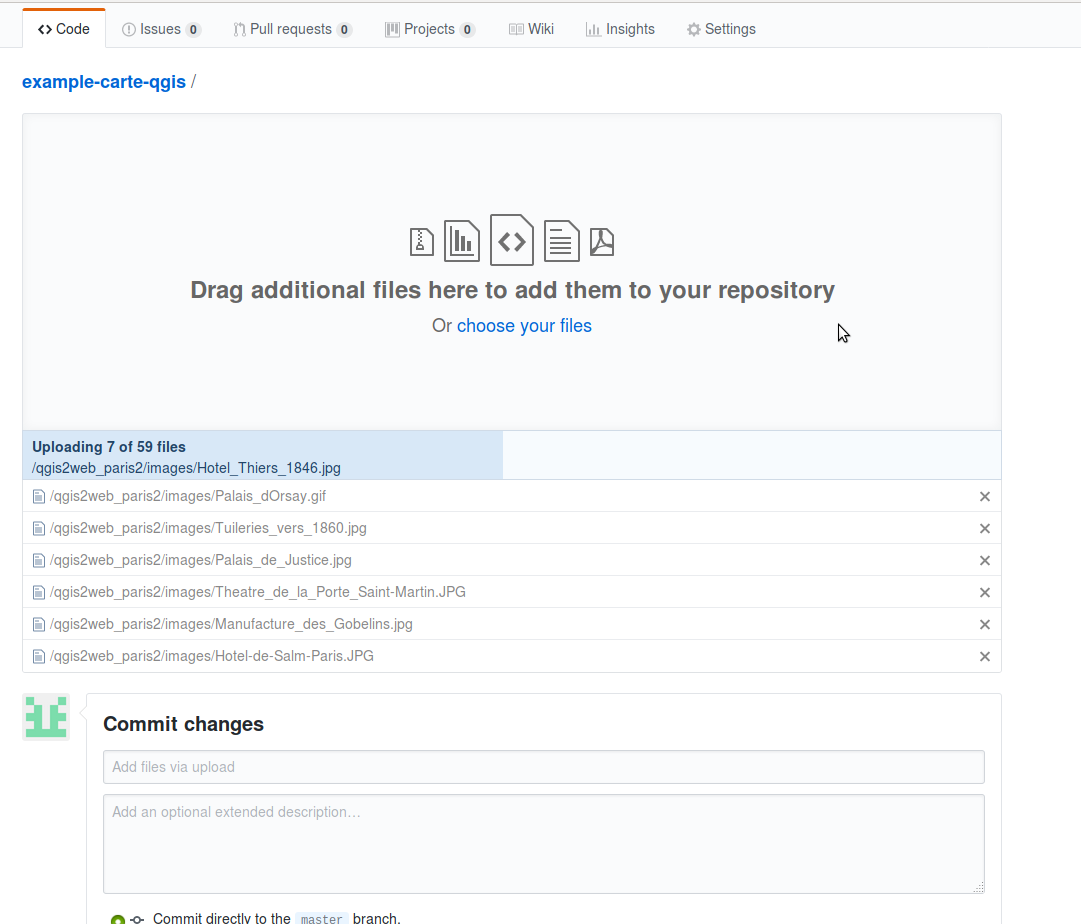 Code Issues 0 Pull requests 0 Projects 0 Wiki Insights Settings
example-carte-qgis /
Drag additional files here to add them to your repository
Or choose your files
Uploading 7 of 59 files
/qgis2web_paris2/images/Hotel_Thiers_1846.jpg
/qgis2web_paris2/images/Palais_dOrsay.gif
/qgis2web_paris2/images/Tuileries_vers_1860.jpg
/qgis2web_paris2/images/Palais_de_Justice.jpg
/qgis2web_paris2/images/Theatre_de_la_Porte_Saint-Martin.JPG
/qgis2web_paris2/images/Manufacture_des_Gobelins.jpg
/qgis2web_paris2/images/Hotel-de-Salm-Paris.JPG
Commit changes
Add files via upload
Add an optional extended description…
Commit directly to the master branch.